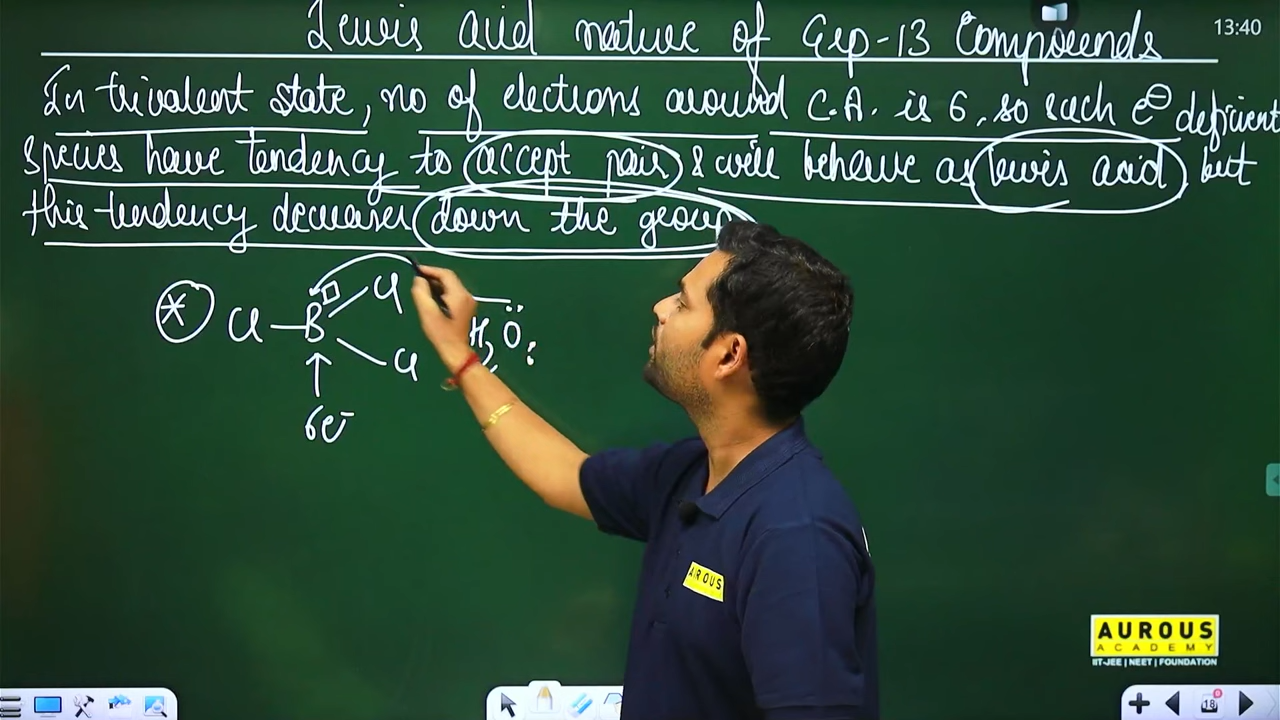 Lewis acid nature of Grp-13 Compounds
13:40
In trivalent state, no of electrons around C.A. is 6, so such e⊖ deficient
species have tendency to accept pair & will behave as lewis acid but
this tendency decreases down the group
Cl
Cl — B
H₂Ö:
Cl
6e⁻
AUROUS
AUROUS
ACADEMY
IIT-JEE | NEET | FOUNDATION
18